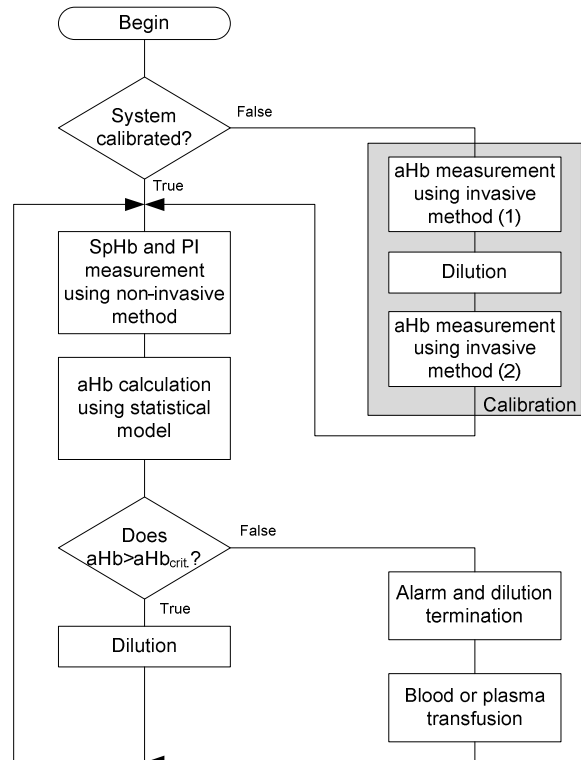 Begin
System
calibrated?
False
True
aHb measurement
using invasive
method (1)
Dilution
aHb measurement
using invasive
method (2)
Calibration
SpHb and PI
measurement
using non-invasive
method
aHb calculation
using statistical
model
Does
aHb>aHbcrit.?
False
True
Dilution
Alarm and dilution
termination
Blood or plasma
transfusion